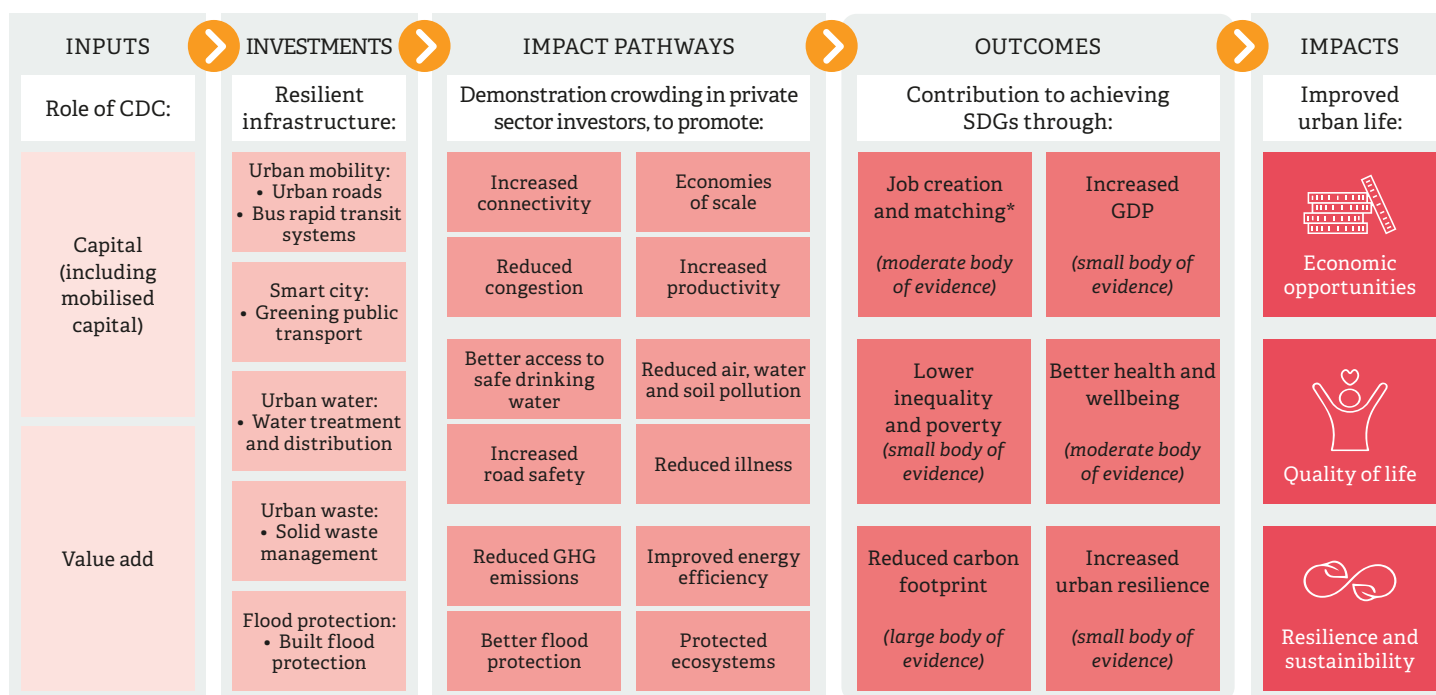 INPUTS
INVESTMENTS
IMPACT PATHWAYS
OUTCOMES
IMPACTS
Role of CDC:
Resilient
infrastructure:
Demonstration crowding in private
sector investors, to promote:
Contribution to achieving
SDGs through:
Improved
urban life:
Capital
(including
mobilised
capital)
Value add
Urban mobility:
• Urban roads
• Bus rapid transit
systems
Smart city:
• Greening public
transport
Urban water:
• Water treatment
and distribution
Urban waste:
• Solid waste
management
Flood protection:
• Built flood
protection
Increased
connectivity
Economies
of scale
Reduced
congestion
Increased
productivity
Better access to
safe drinking
water
Reduced air, water
and soil pollution
Increased
road safety
Reduced illness
Reduced GHG
emissions
Improved energy
efficiency
Better flood
protection
Protected
ecosystems
Job creation
and matching*
(moderate body
of evidence)
Increased
GDP
(small body of
evidence)
Lower
inequality
and poverty
(small body of
evidence)
Better health and
wellbeing
(moderate body
of evidence)
Reduced carbon
footprint
(large body of
evidence)
Increased
urban resilience
(small body of
evidence)
Economic
opportunities
Quality of life
Resilience and
sustainibility